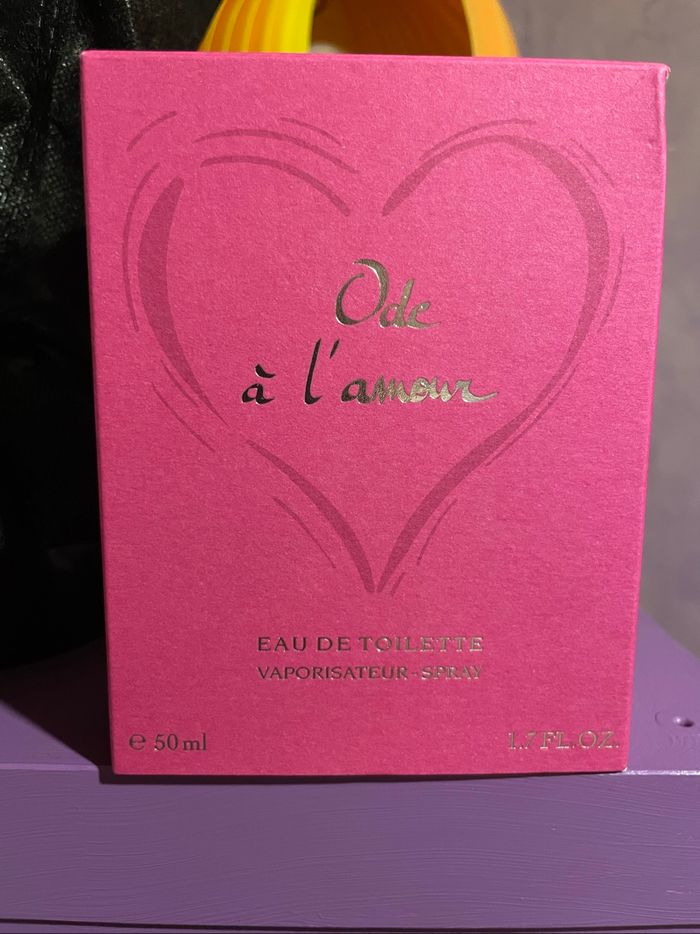 Ode
à l'amour
EAU DE TOILETTE
VAPORISATEUR - SPRAY
℮ 50 ml
1.7 FL. OZ.